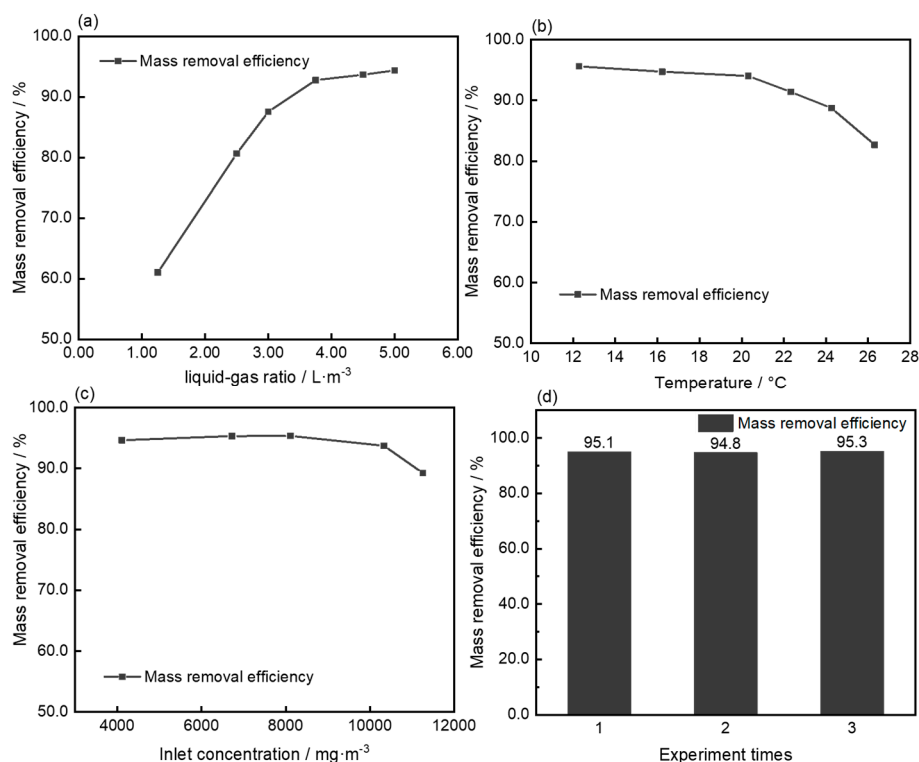 (a)
100.0
90.0
80.0
70.0
60.0
50.0
Mass removal efficiency / %
Mass removal efficiency
0.00 1.00 2.00 3.00 4.00 5.00 6.00
liquid-gas ratio / L·m⁻³
(b)
100.0
90.0
80.0
70.0
60.0
50.0
Mass removal efficiency / %
Mass removal efficiency
10 12 14 16 18 20 22 24 26 28
Temperature / °C
(c)
100.0
90.0
80.0
70.0
60.0
50.0
Mass removal efficiency / %
Mass removal efficiency
4000 6000 8000 10000 12000
Inlet concentration / mg·m⁻³
(d)
100.0
80.0
60.0
40.0
20.0
0.0
Mass removal efficiency / %
Mass removal efficiency
95.1 94.8 95.3
1 2 3
Experiment times